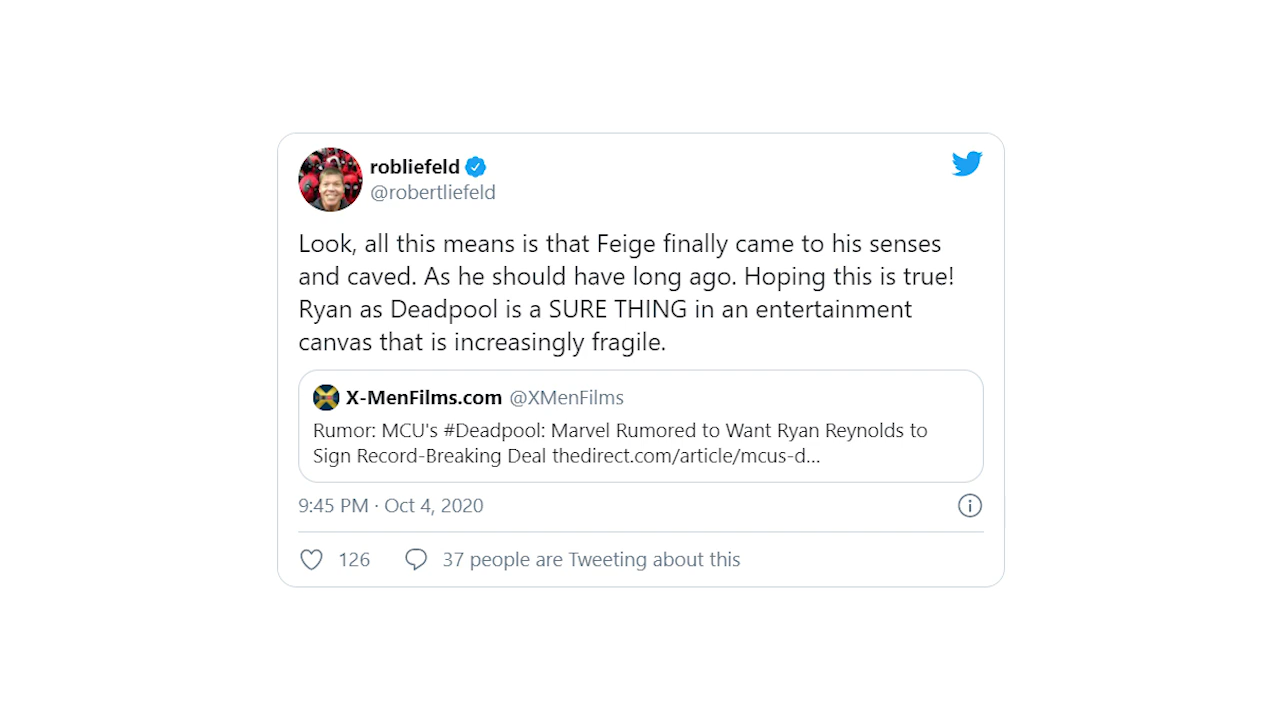 robliefeld
@robertliefeld
Look, all this means is that Feige finally came to his senses
and caved. As he should have long ago. Hoping this is true!
Ryan as Deadpool is a SURE THING in an entertainment
canvas that is increasingly fragile.
X-MenFilms.com @XMenFilms
Rumor: MCU's #Deadpool: Marvel Rumored to Want Ryan Reynolds to
Sign Record-Breaking Deal thedirect.com/article/mcus-d...
9:45 PM · Oct 4, 2020
126 37 people are Tweeting about this